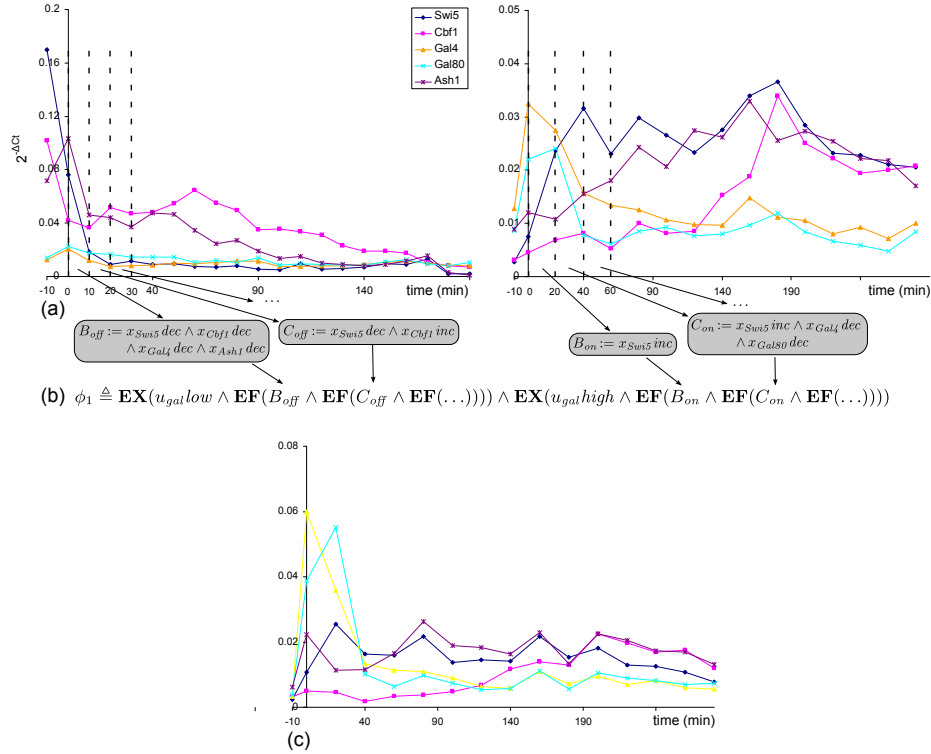 0.2
0.16
0.12
0.08
0.04
0
2^-ΔCt
-10 0 10 20 30 40 90 140 time (min)
(a)
Swi5
Cbf1
Gal4
Gal80
Ash1
0.05
0.04
0.03
0.02
0.01
0
-10 0 20 40 60 90 140 190 time (min)
...
...
B_off := x_Swi5 dec ∧ x_Cbf1 dec
∧ x_Gal4 dec ∧ x_Ash1 dec
C_off := x_Swi5 dec ∧ x_Cbf1 inc
B_on := x_Swi5 inc
C_on := x_Swi5 inc ∧ x_Gal4 dec
∧ x_Gal80 dec
(b) ϕ_1 ≜ EX(u_gal low ∧ EF(B_off ∧ EF(C_off ∧ EF(...)))) ∧ EX(u_gal high ∧ EF(B_on ∧ EF(C_on ∧ EF(...))))
0.08
0.06
0.04
0.02
0
-10 40 90 140 190 time (min)
(c)